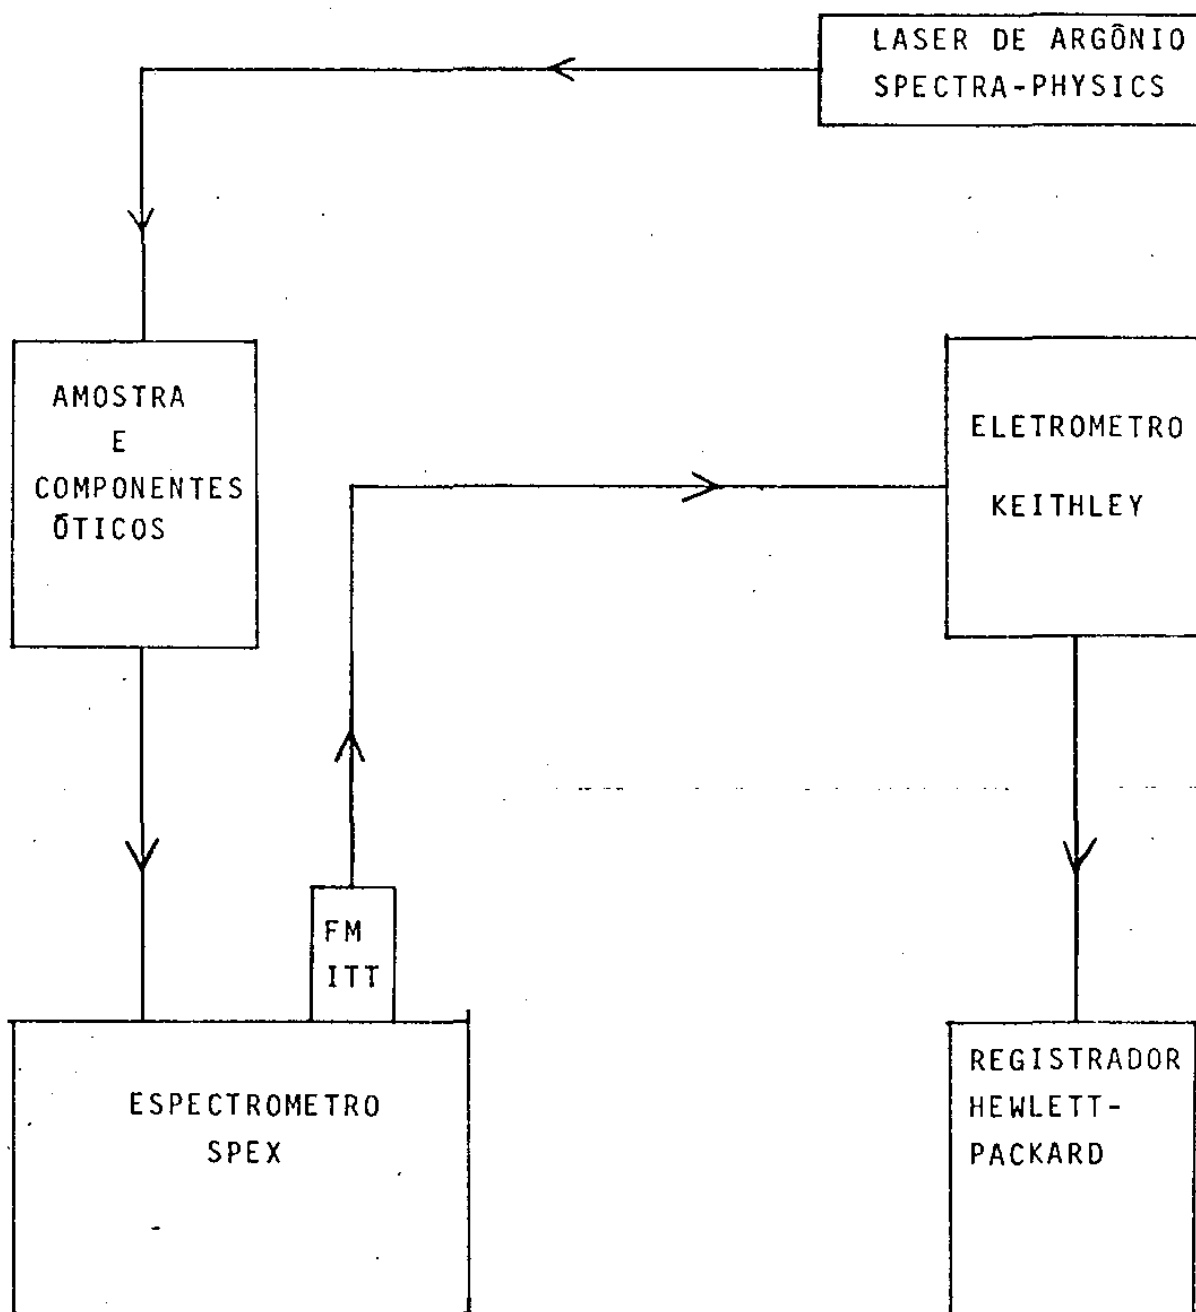 LASER DE ARGÔNIO
SPECTRA-PHYSICS
AMOSTRA
E
COMPONENTES
ÓTICOS
ELETROMETRO
KEITHLEY
FM
ITT
ESPECTROMETRO
SPEX
REGISTRADOR
HEWLETT-
PACKARD